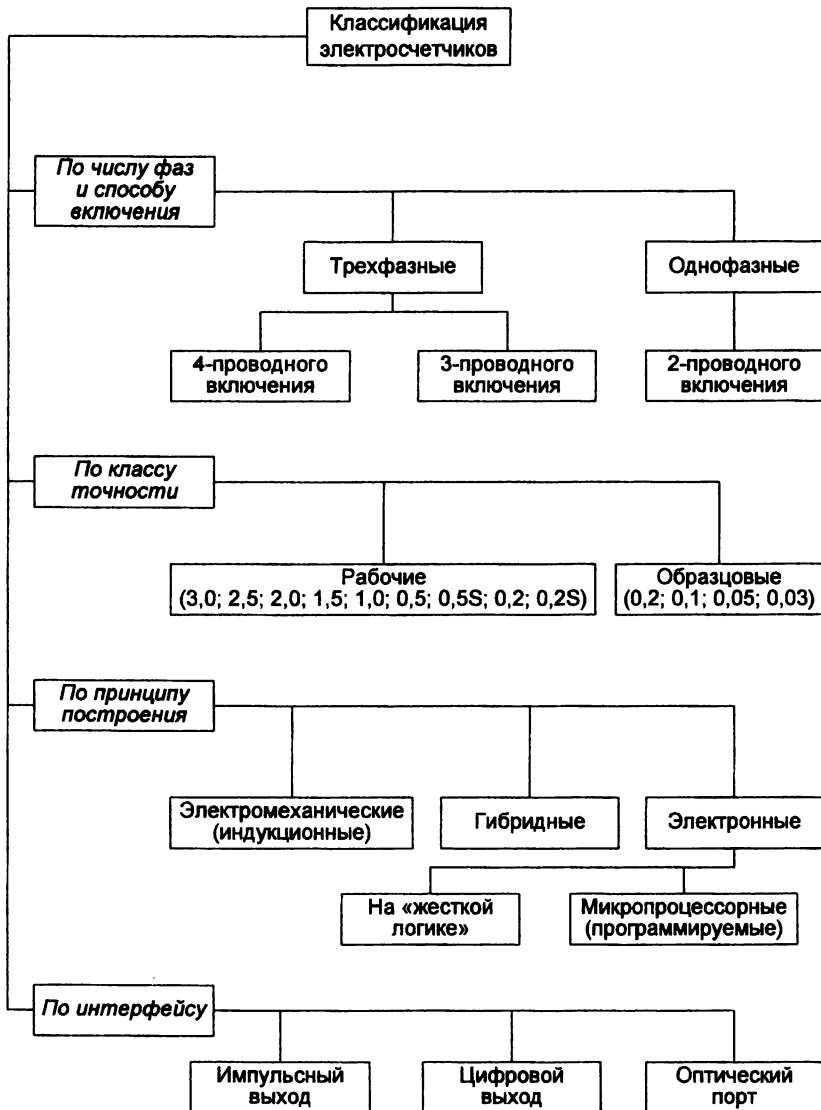 Классификация
электросчетчиков
По числу фаз
и способу
включения
Трехфазные
Однофазные
4-проводного
включения
3-проводного
включения
2-проводного
включения
По классу
точности
Рабочие
(3,0; 2,5; 2,0; 1,5; 1,0; 0,5; 0,5S; 0,2; 0,2S)
Образцовые
(0,2; 0,1; 0,05; 0,03)
По принципу
построения
Электромеханические
(индукционные)
Гибридные
Электронные
На «жесткой
логике»
Микропроцессорные
(программируемые)
По интерфейсу
Импульсный
выход
Цифровой
выход
Оптический
порт